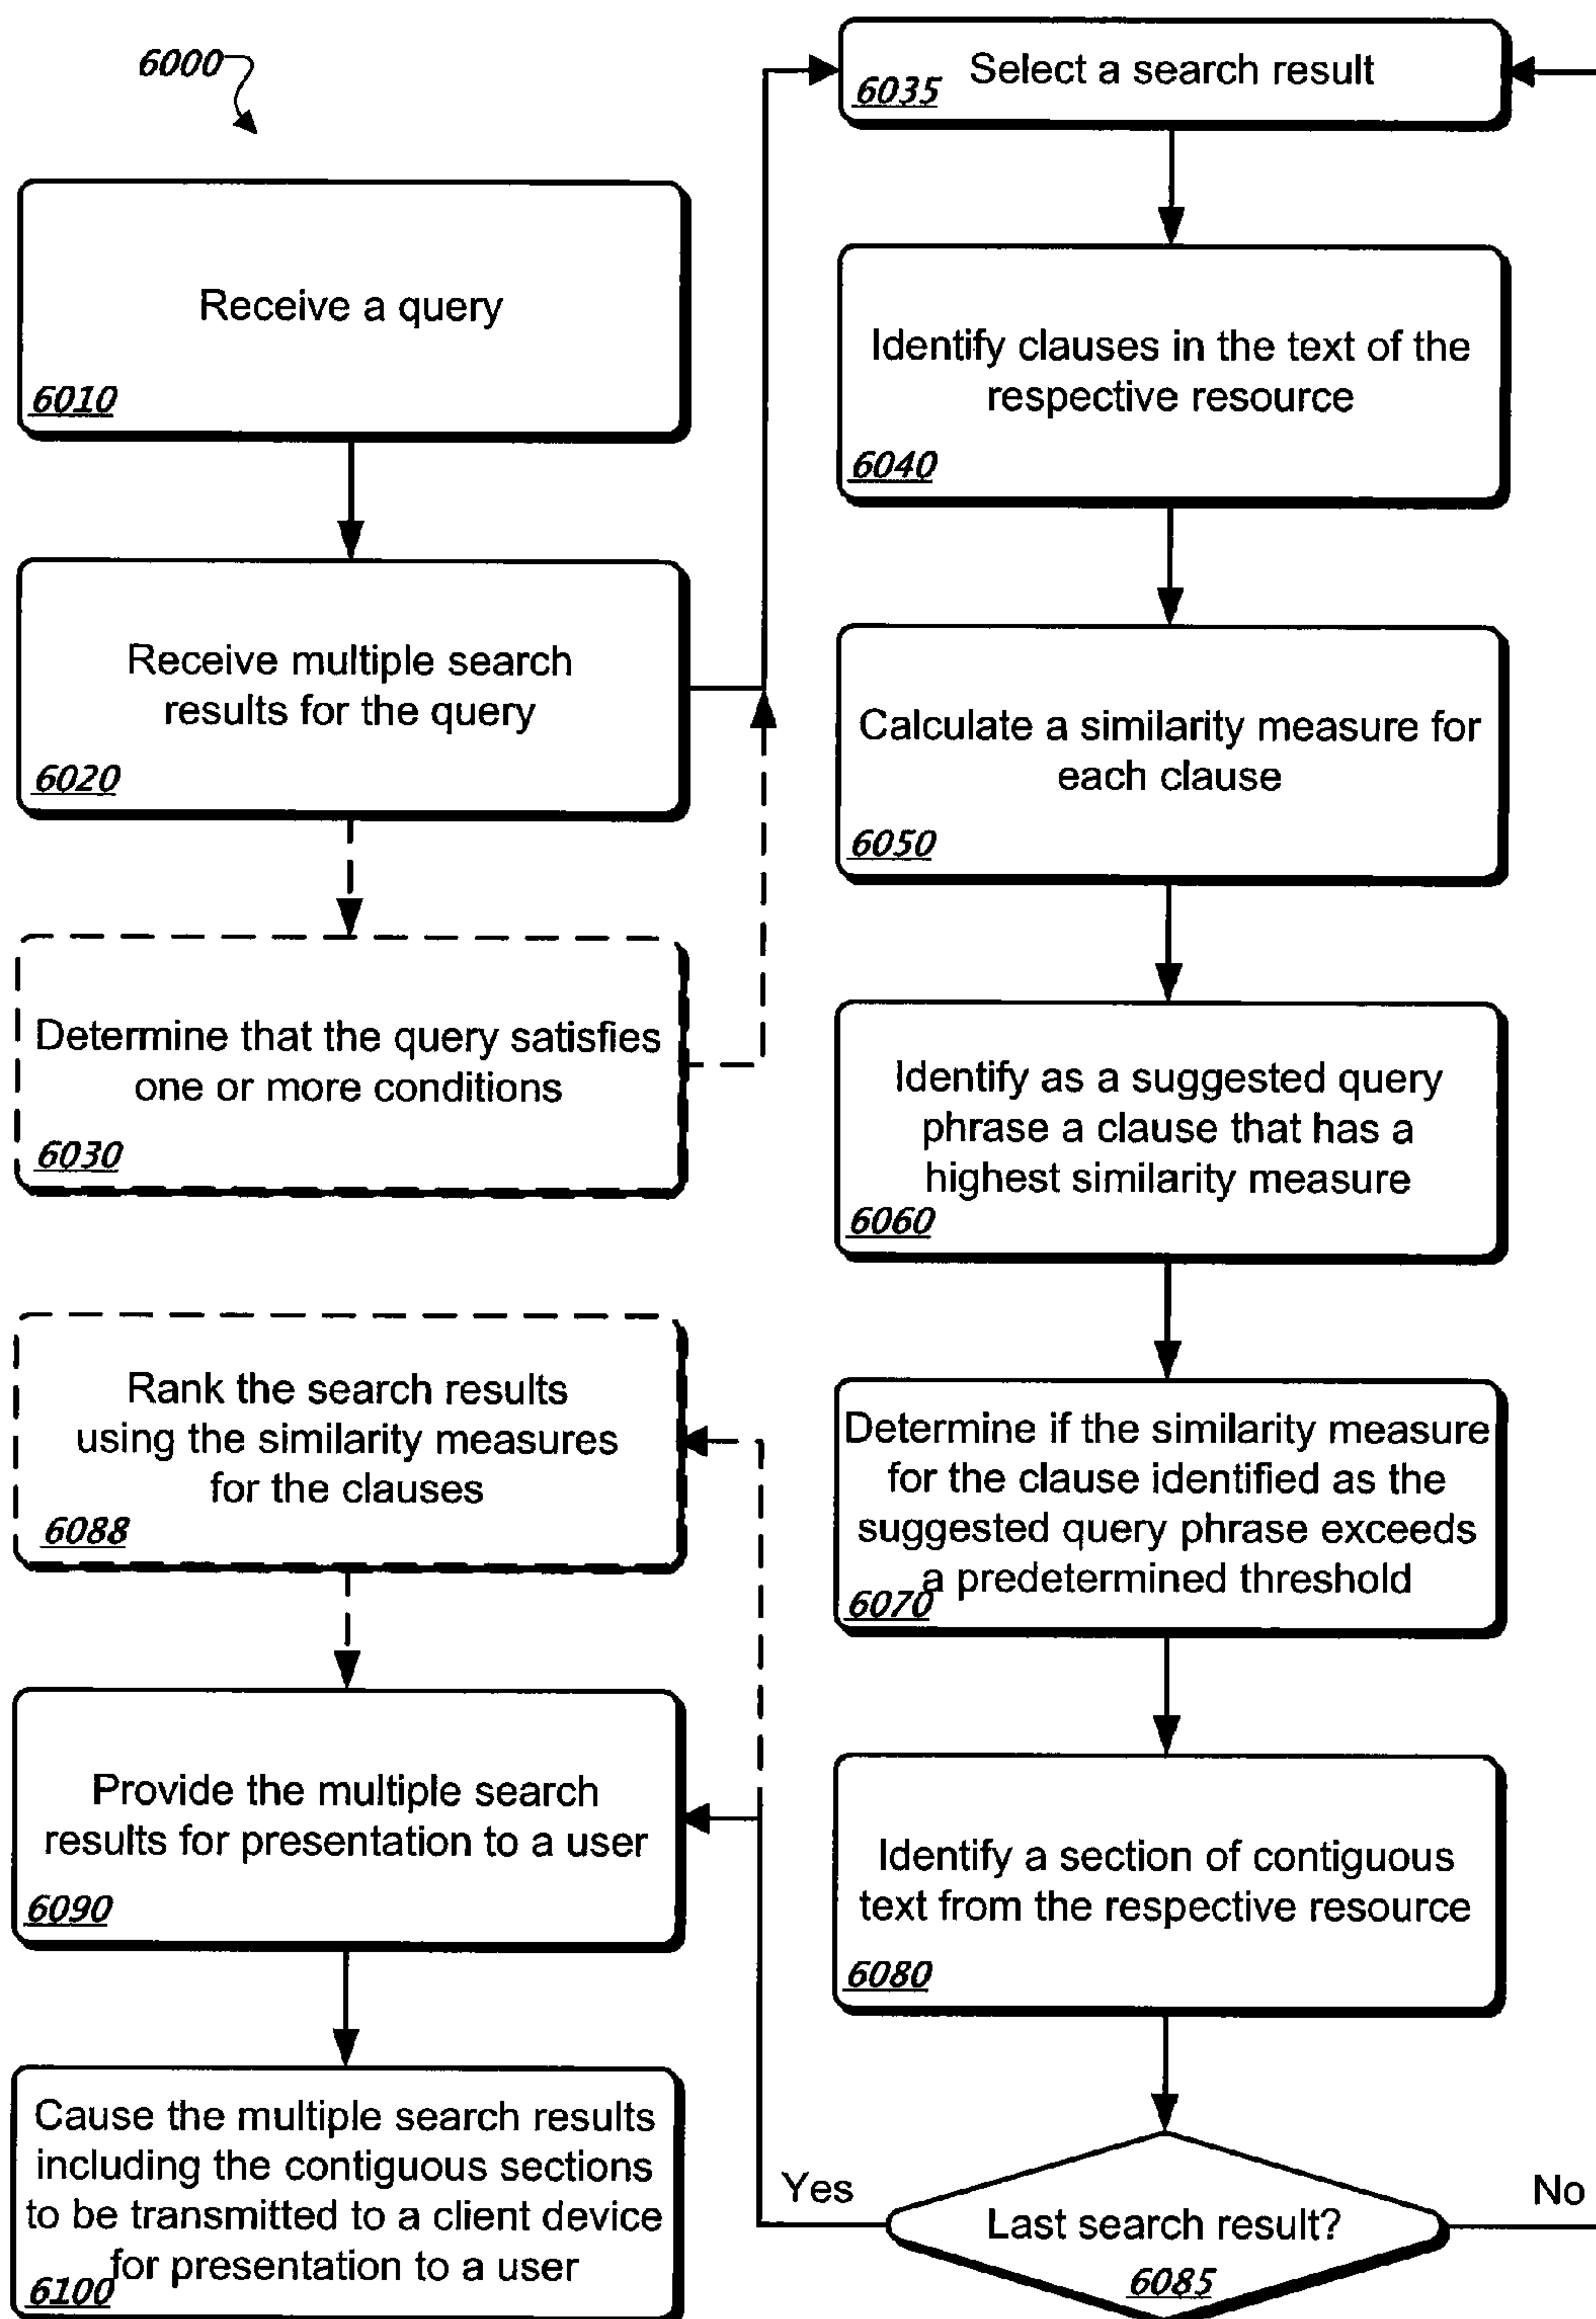 6000
Receive a query
6010
Receive multiple search
results for the query
6020
Determine that the query satisfies
one or more conditions
6030
Select a search result
6035
Identify clauses in the text of the
respective resource
6040
Calculate a similarity measure for
each clause
6050
Identify as a suggested query
phrase a clause that has a
highest similarity measure
6060
Determine if the similarity measure
for the clause identified as the
suggested query phrase exceeds
a predetermined threshold
6070
Identify a section of contiguous
text from the respective resource
6080
Last search result?
6085
Yes
No
Rank the search results
using the similarity measures
for the clauses
6088
Provide the multiple search
results for presentation to a user
6090
Cause the multiple search results
including the contiguous sections
to be transmitted to a client device
for presentation to a user
6100